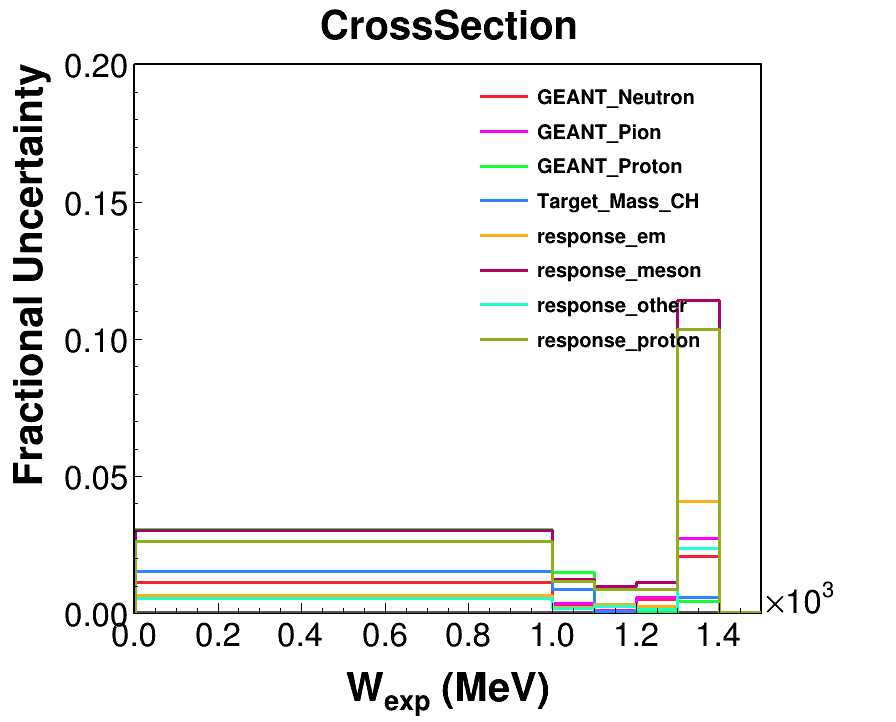 CrossSection
Fractional Uncertainty
0.20
0.15
0.10
0.05
0.00
GEANT_Neutron
GEANT_Pion
GEANT_Proton
Target_Mass_CH
response_em
response_meson
response_other
response_proton
0.0 0.2 0.4 0.6 0.8 1.0 1.2 1.4
×10³
W_exp (MeV)